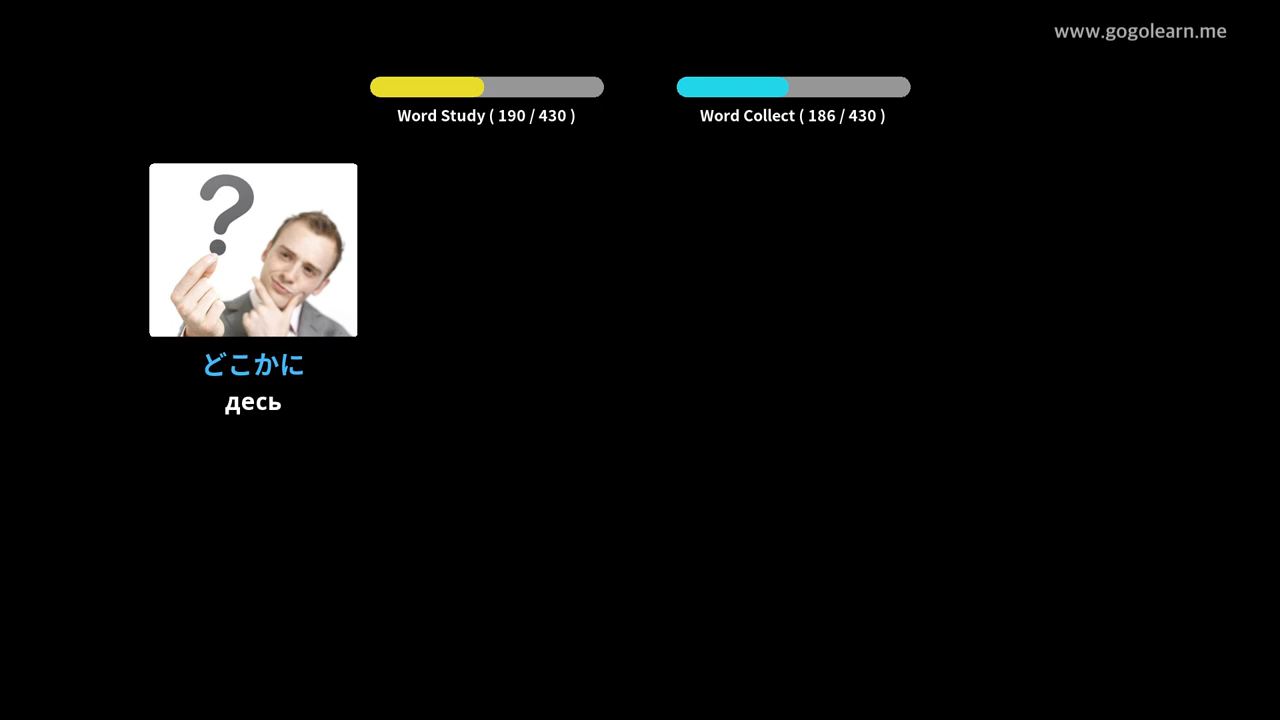 www.gogolearn.me
Word Study ( 190 / 430 )
Word Collect ( 186 / 430 )
?
どこかに
десь